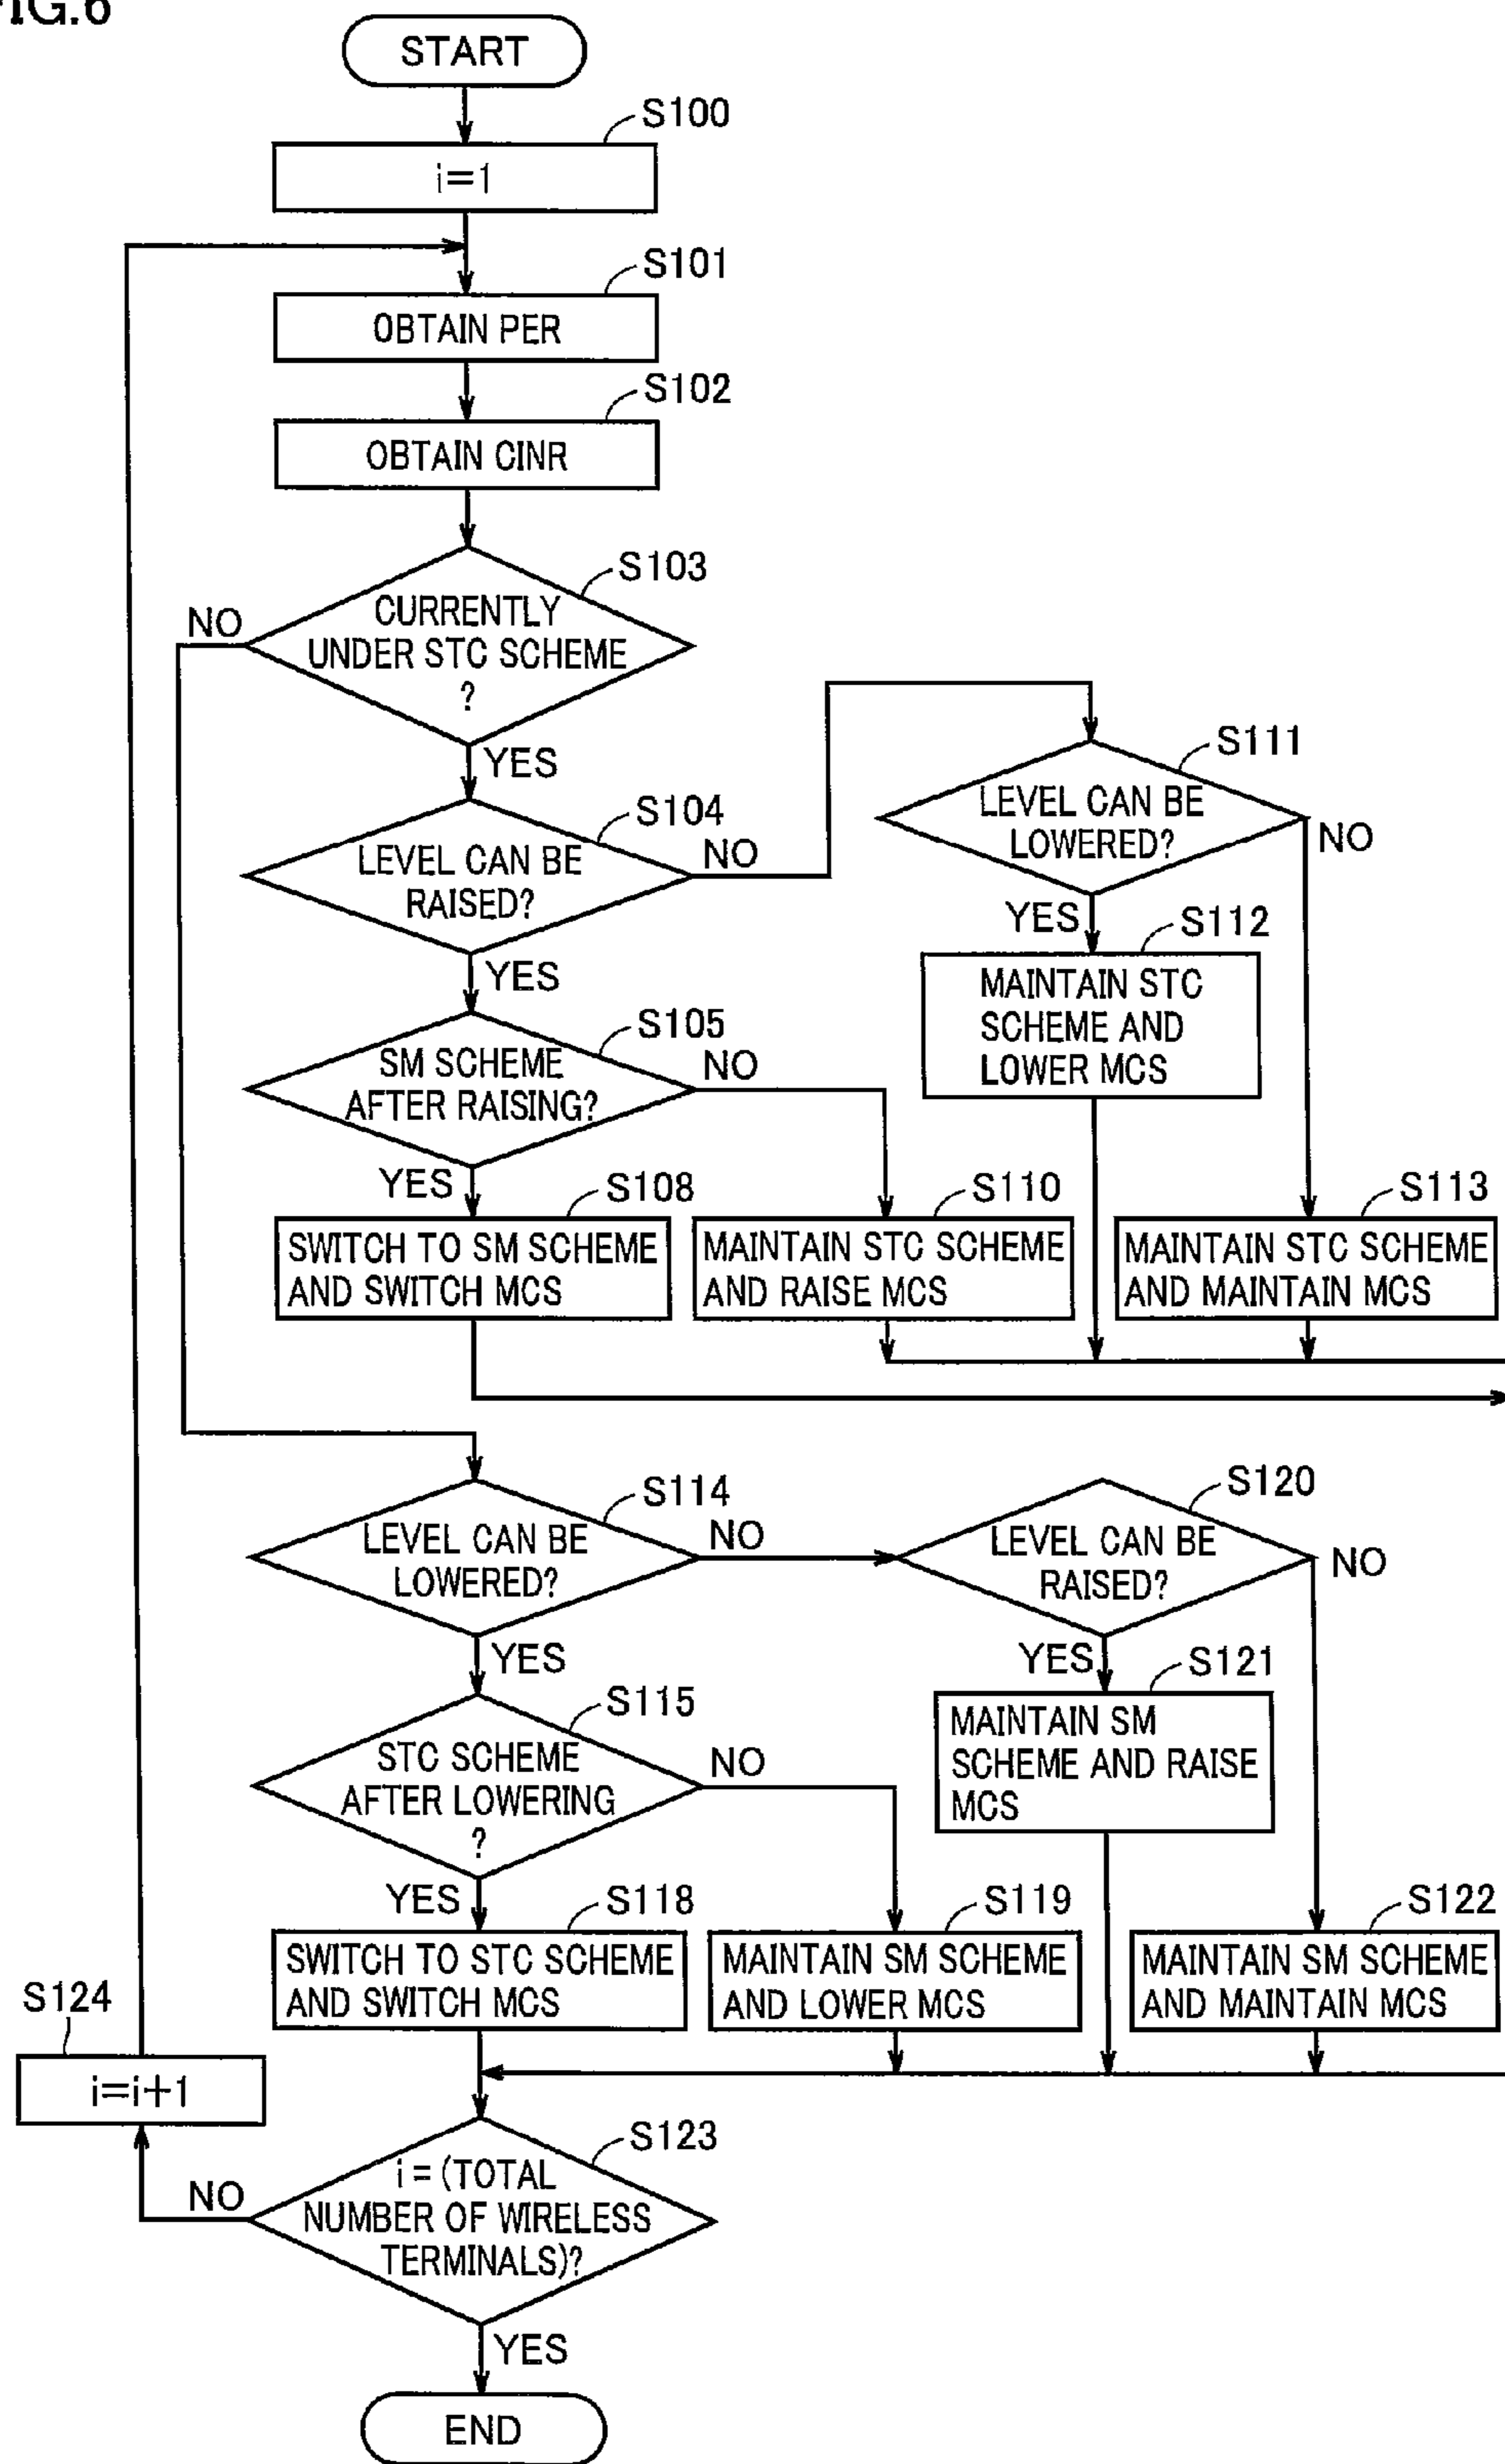 FIG.6
START
S100
i=1
S101
OBTAIN PER
S102
OBTAIN CINR
S103
CURRENTLY
UNDER STC SCHEME
?
NO
YES
S104
LEVEL CAN BE
RAISED?
NO
YES
S111
LEVEL CAN BE
LOWERED?
NO
YES
S112
MAINTAIN STC
SCHEME AND
LOWER MCS
S105
SM SCHEME
AFTER RAISING?
NO
YES
S108
SWITCH TO SM SCHEME
AND SWITCH MCS
S110
MAINTAIN STC SCHEME
AND RAISE MCS
S113
MAINTAIN STC SCHEME
AND MAINTAIN MCS
S114
LEVEL CAN BE
LOWERED?
NO
YES
S120
LEVEL CAN BE
RAISED?
NO
YES
S121
MAINTAIN SM
SCHEME AND RAISE
MCS
S115
STC SCHEME
AFTER LOWERING
?
NO
YES
S118
SWITCH TO STC SCHEME
AND SWITCH MCS
S119
MAINTAIN SM SCHEME
AND LOWER MCS
S122
MAINTAIN SM SCHEME
AND MAINTAIN MCS
S124
i=i+1
S123
i = (TOTAL
NUMBER OF WIRELESS
TERMINALS)?
NO
YES
END